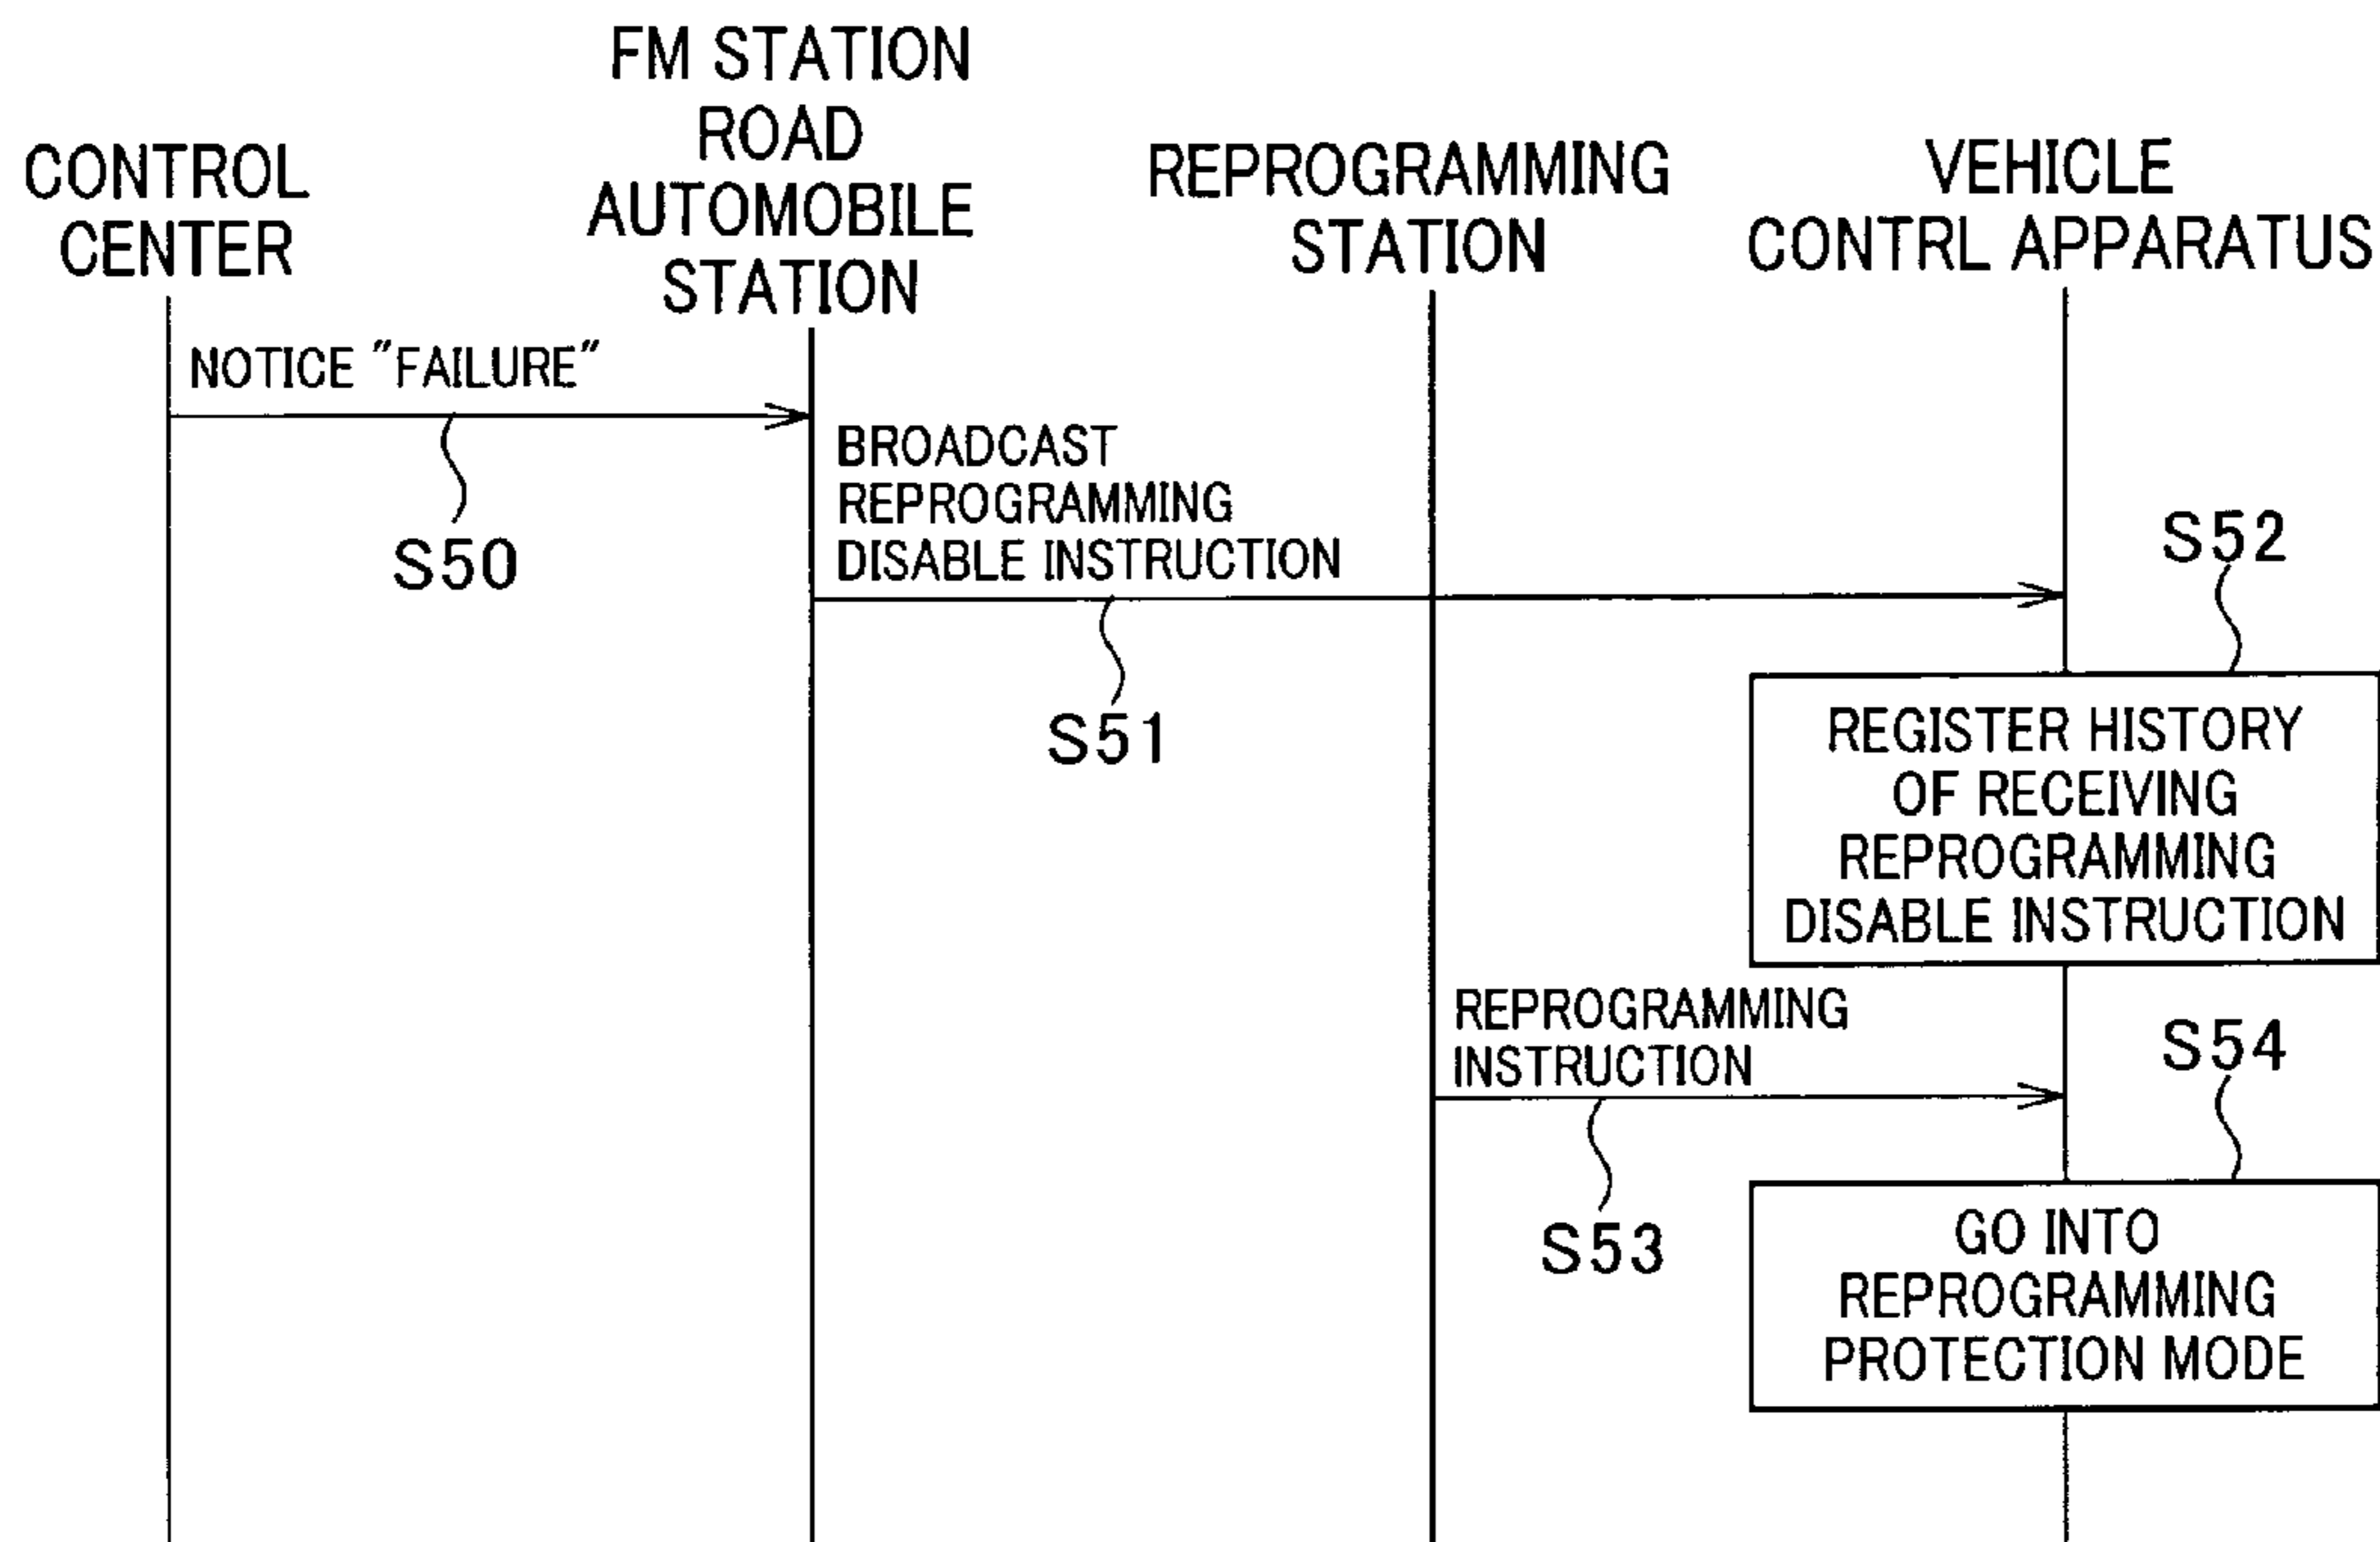 CONTROL
CENTER
FM STATION
ROAD
AUTOMOBILE
STATION
REPROGRAMMING
STATION
VEHICLE
CONTRL APPARATUS
NOTICE "FAILURE"
S50
BROADCAST
REPROGRAMMING
DISABLE INSTRUCTION
S51
S52
REGISTER HISTORY
OF RECEIVING
REPROGRAMMING
DISABLE INSTRUCTION
REPROGRAMMING
INSTRUCTION
S53
S54
GO INTO
REPROGRAMMING
PROTECTION MODE